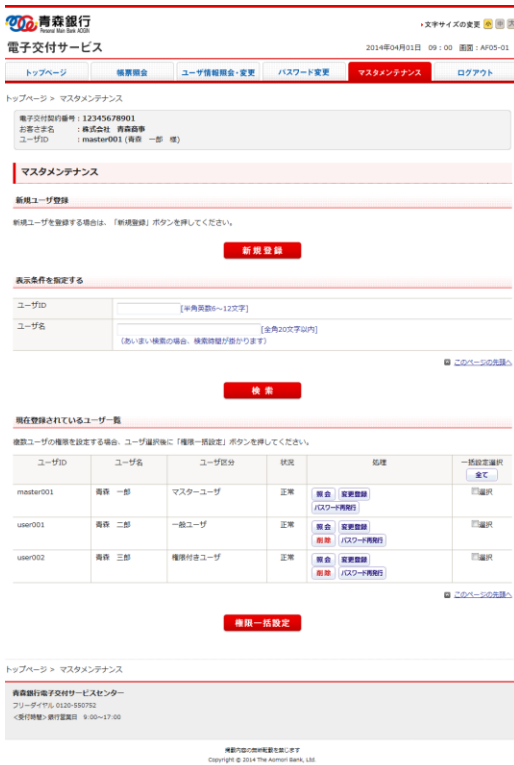 青森銀行
Personal Main Bank AOGIN
・文字サイズの変更 小 中 大
電子交付サービス
2014年04月01日 09:00 画面:AF05-01
トップページ 帳票照会 ユーザ情報照会・変更 パスワード変更 マスタメンテナンス ログアウト
トップページ > マスタメンテナンス
電子交付契約番号:12345678901
お客さま名 :株式会社 青森商事
ユーザID :master001 (青森 一郎 様)
マスタメンテナンス
新規ユーザ登録
新規ユーザを登録する場合は、「新規登録」ボタンを押してください。
新規登録
表示条件を指定する
ユーザID [半角英数6~12文字]
ユーザ名 [全角20文字以内]
(あいまい検索の場合、検索時間が掛かります)
このページの先頭へ
検 索
現在登録されているユーザ一覧
複数ユーザの権限を設定する場合、ユーザ選択後に「権限一括設定」ボタンを押してください。
ユーザID ユーザ名 ユーザ区分 状況 処理 一括設定選択
全て
master001 青森 一郎 マスターユーザ 正常 照会 変更登録 選択
パスワード再発行
user001 青森 二郎 一般ユーザ 正常 照会 変更登録 選択
削除 パスワード再発行
user002 青森 三郎 権限付きユーザ 正常 照会 変更登録 選択
削除 パスワード再発行
このページの先頭へ
権限一括設定
トップページ > マスタメンテナンス
青森銀行電子交付サービスセンター
フリーダイヤル 0120-550752
<受付時間> 銀行営業日 9:00~17:00
掲載内容の無断転載を禁じます
Copyright © 2014 The Aomori Bank, Ltd.